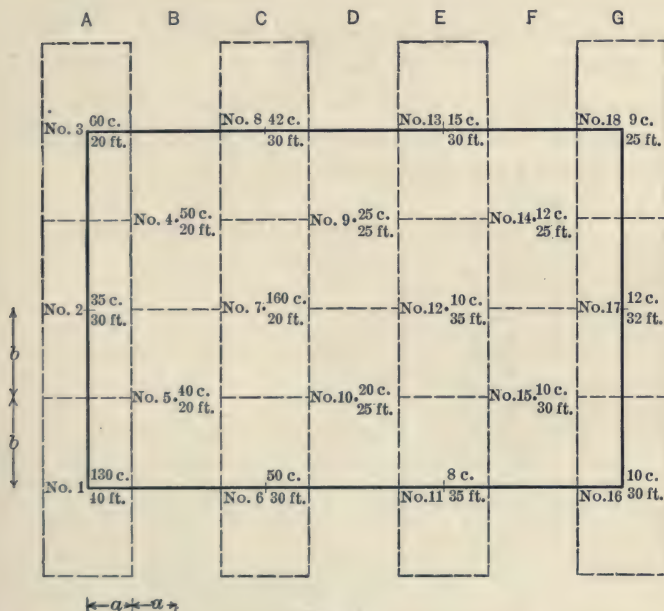 A B C D E F G
No. 3 60 c. No. 8 42 c. No.13 15 c. No.18 9 c.
20 ft. 30 ft. 30 ft. 25 ft.
No. 4 50 c. No. 9 25 c. No.14 12 c.
20 ft. 25 ft. 25 ft.
No. 2 35 c. No. 7 160 c. No.12 10 c. No.17 12 c.
30 ft. 20 ft. 35 ft. 32 ft.
b
No. 5 40 c. No.10 20 c. No.15 10 c.
20 ft. 25 ft. 30 ft.
b
No. 1 130 c. 50 c. 8 c. 10 c.
40 ft. No. 6 30 ft. No.11 35 ft. No.16 30 ft.
a a